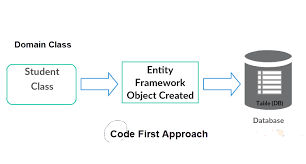 Domain Class
Student
Class
Entity
Framework
Object Created
Table (DB)
Database
Code First Approach